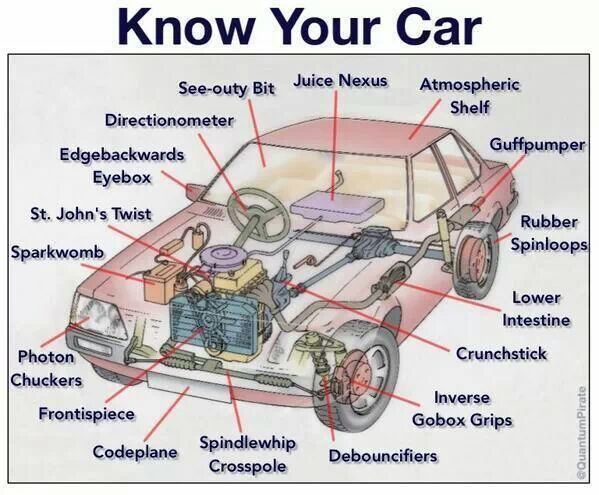 Know Your Car
See-outy Bit
Juice Nexus
Atmospheric
Shelf
Directionometer
Guffpumper
Edgebackwards
Eyebox
St. John's Twist
Rubber
Spinloops
Sparkwomb
Lower
Intestine
Crunchstick
Photon
Chuckers
Inverse
Gobox Grips
Frontispiece
Codeplane
Spindlewhip
Crosspole
Debouncifiers
@QuantumPirate